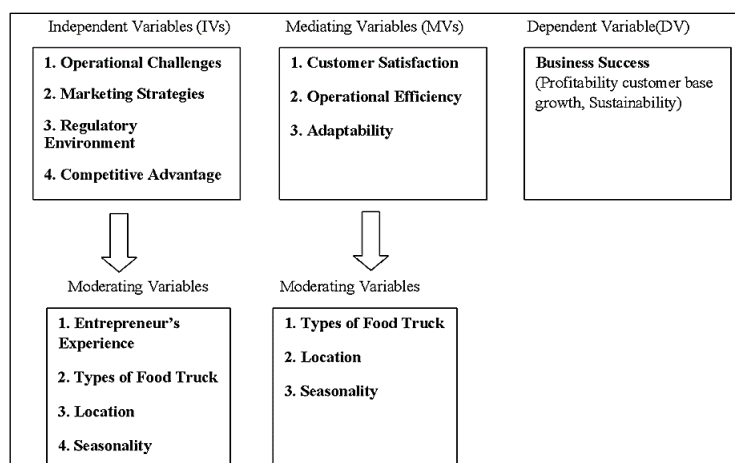 Independent Variables (IVs)
1. Operational Challenges
2. Marketing Strategies
3. Regulatory
Environment
4. Competitive Advantage
Mediating Variables (MVs)
1. Customer Satisfaction
2. Operational Efficiency
3. Adaptability
Dependent Variable(DV)
Business Success
(Profitability customer base
growth, Sustainability)
Moderating Variables
1. Entrepreneur's
Experience
2. Types of Food Truck
3. Location
4. Seasonality
Moderating Variables
1. Types of Food Truck
2. Location
3. Seasonality